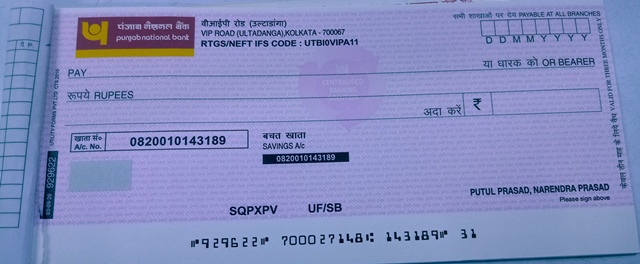 पंजाब नैशनल बैंक
punjab national bank
वीआईपी रोड (उल्टाडांगा)
VIP ROAD (ULTADANGA),KOLKATA - 700067
RTGS/NEFT IFS CODE : UTBI0VIPA11
सभी शाखाओं पर देय PAYABLE AT ALL BRANCHES
D D M M Y Y Y Y
VALID FOR THREE MONTHS ONLY
PAY
या धारक को OR BEARER
रूपये RUPEES
अदा करें ₹
खाता सं०
A/c. No.
0820010143189
बचत खाता
SAVINGS A/c
0820010143189
929622
PUTUL PRASAD, NARENDRA PRASAD
Please sign above
SQPXPV UF/SB
⑈929622⑈ 700027148⑆ 143189⑈ 31